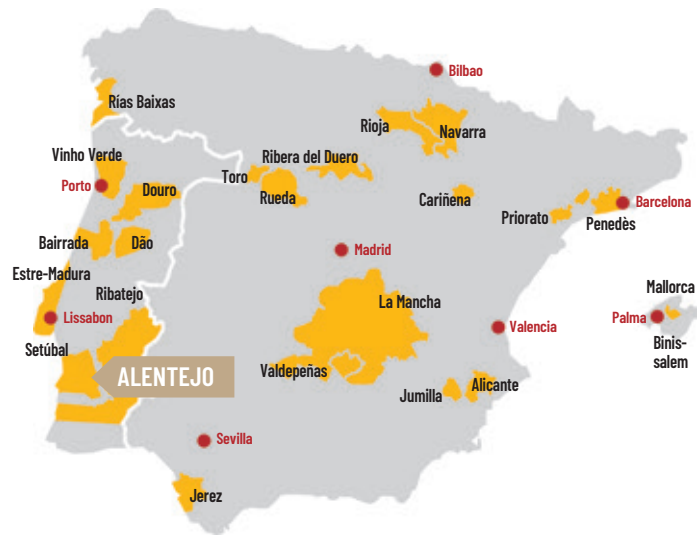 Bilbao
Rías Baixas
Rioja
Navarra
Vinho Verde
Ribera del Duero
Toro
Porto
Douro
Rueda
Cariñena
Barcelona
Priorato
Penedès
Bairrada
Dão
Madrid
Estre-Madura
Ribatejo
Mallorca
La Mancha
Lissabon
Palma
Valencia
Binis-
salem
Setúbal
ALENTEJO
Valdepeñas
Alicante
Jumilla
Sevilla
Jerez